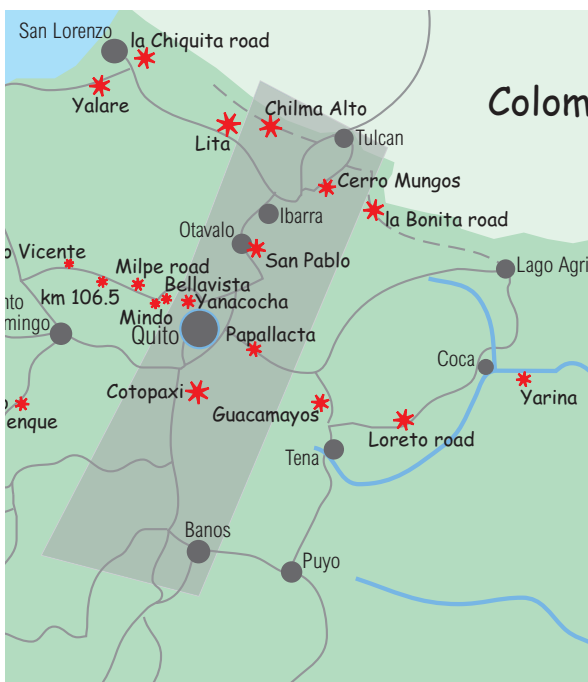 San Lorenzo
la Chiquita road
Yalare
Colom
Chilma Alto
Lita
Tulcan
Cerro Mungos
Ibarra
la Bonita road
Otavalo
San Pablo
o Vicente
Milpe road
Lago Agri
Bellavista
km 106.5
Yanacocha
nto
Mindo
mingo
Quito
Papallacta
Coca
Cotopaxi
Yarina
o
Guacamayos
enque
Loreto road
Tena
Banos
Puyo